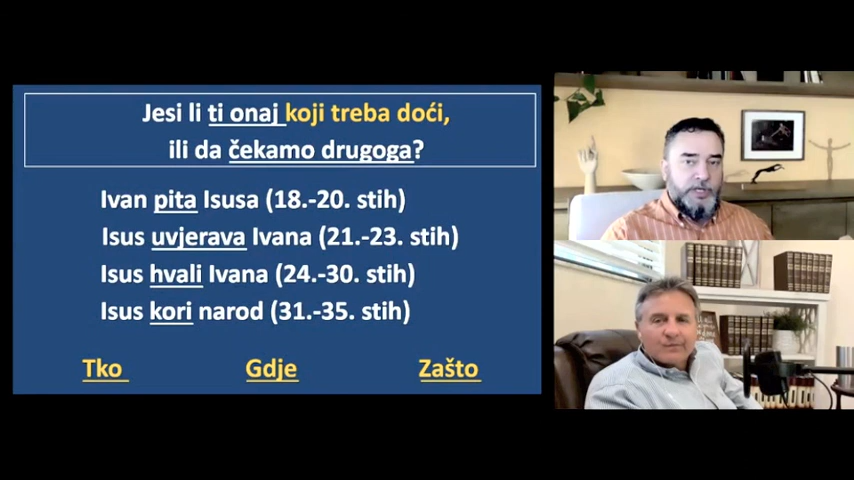 Jesi li ti onaj koji treba doći,
ili da čekamo drugoga?
Ivan pita Isusa (18.-20. stih)
Isus uvjerava Ivana (21.-23. stih)
Isus hvali Ivana (24.-30. stih)
Isus kori narod (31.-35. stih)
Tko Gdje Zašto